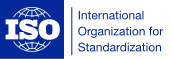 ISO
International
Organization for
Standardization